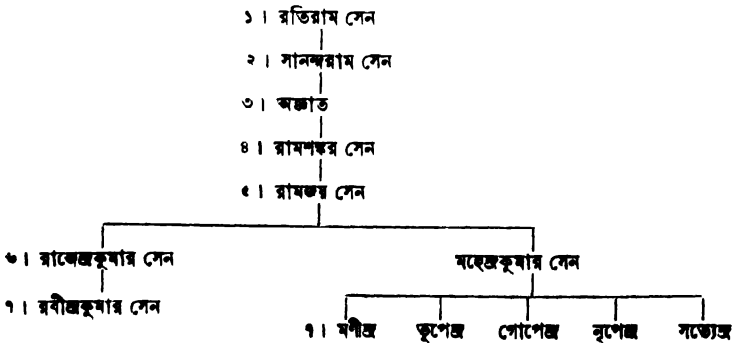 ১। রতিরাম সেন
২। সানন্দরাম সেন
৩। অজ্ঞাত
৪। রামশঙ্কর সেন
৫। রামজয় সেন
৬। রাজেন্দ্রকুমার সেন মহেন্দ্রকুমার সেন
৭। রবীন্দ্রকুমার সেন
৭। মণীন্দ্র ভূপেন্দ্র গোপেন্দ্র নৃপেন্দ্র সত্যেন্দ্র